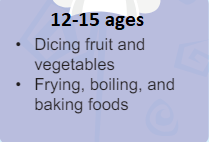 12-15 ages
• Dicing fruit and
vegetables
• Frying, boiling, and
baking foods